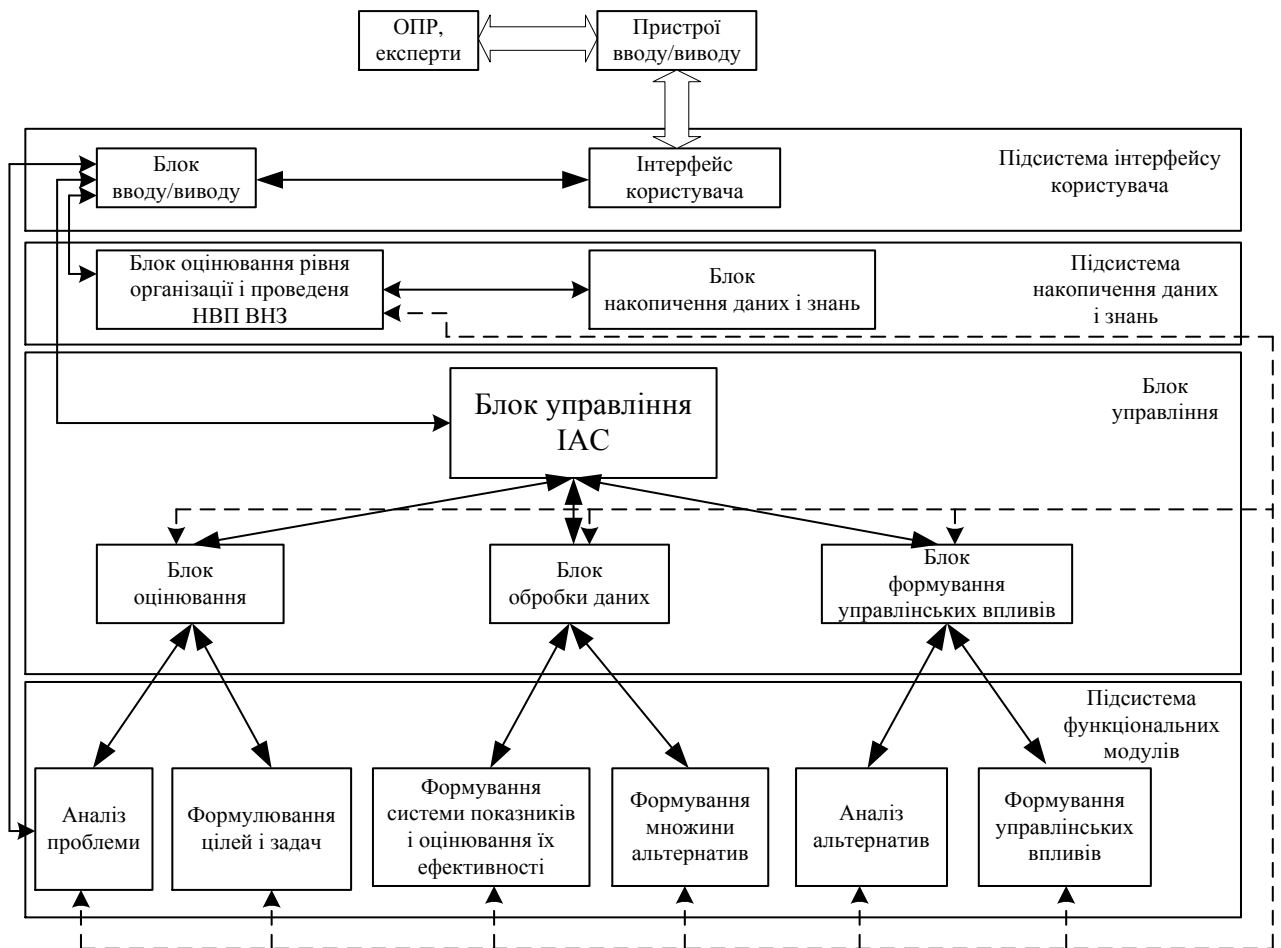 ОПР,
експерти
Пристрої
вводу/виводу
Блок
вводу/виводу
Інтерфейс
користувача
Підсистема інтерфейсу
користувача
Блок оцінювання рівня
організації і проведеня
НВП ВНЗ
Блок
накопичення даних і знань
Підсистема
накопичення даних
і знань
Блок управління
ІАС
Блок
управління
Блок
оцінювання
Блок
обробки даних
Блок
формування
управлінських впливів
Підсистема
функціональних
модулів
Аналіз
проблеми
Формулювання
цілей і задач
Формування
системи показників
і оцінювання їх
ефективності
Формування
множини
альтернатив
Аналіз
альтернатив
Формування
управлінських
впливів